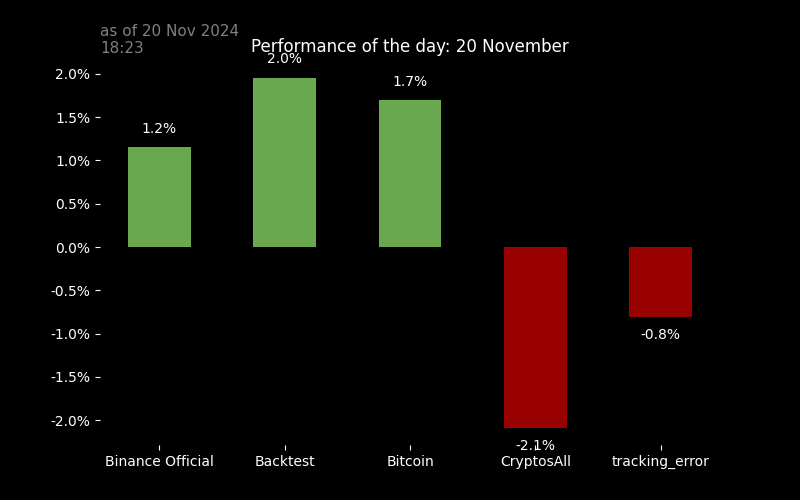 as of 20 Nov 2024
18:23
Performance of the day: 20 November
2.0%
1.5%
1.0%
0.5%
0.0%
-0.5%
-1.0%
-1.5%
-2.0%
1.2%
2.0%
1.7%
-2.1%
-0.8%
Binance Official
Backtest
Bitcoin
CryptosAll
tracking_error